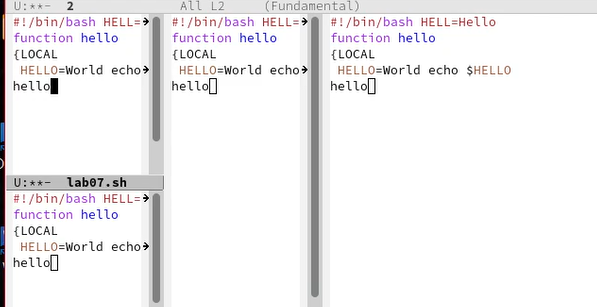 U:**-  2  All L2  (Fundamental)
#!/bin/bash HELL=
function hello
{LOCAL
 HELLO=World echo
hello
U:**-  lab07.sh
#!/bin/bash HELL=
function hello
{LOCAL
 HELLO=World echo
hello
#!/bin/bash HELL=
function hello
{LOCAL
 HELLO=World echo
hello
#!/bin/bash HELL=Hello
function hello
{LOCAL
 HELLO=World echo $HELLO
hello